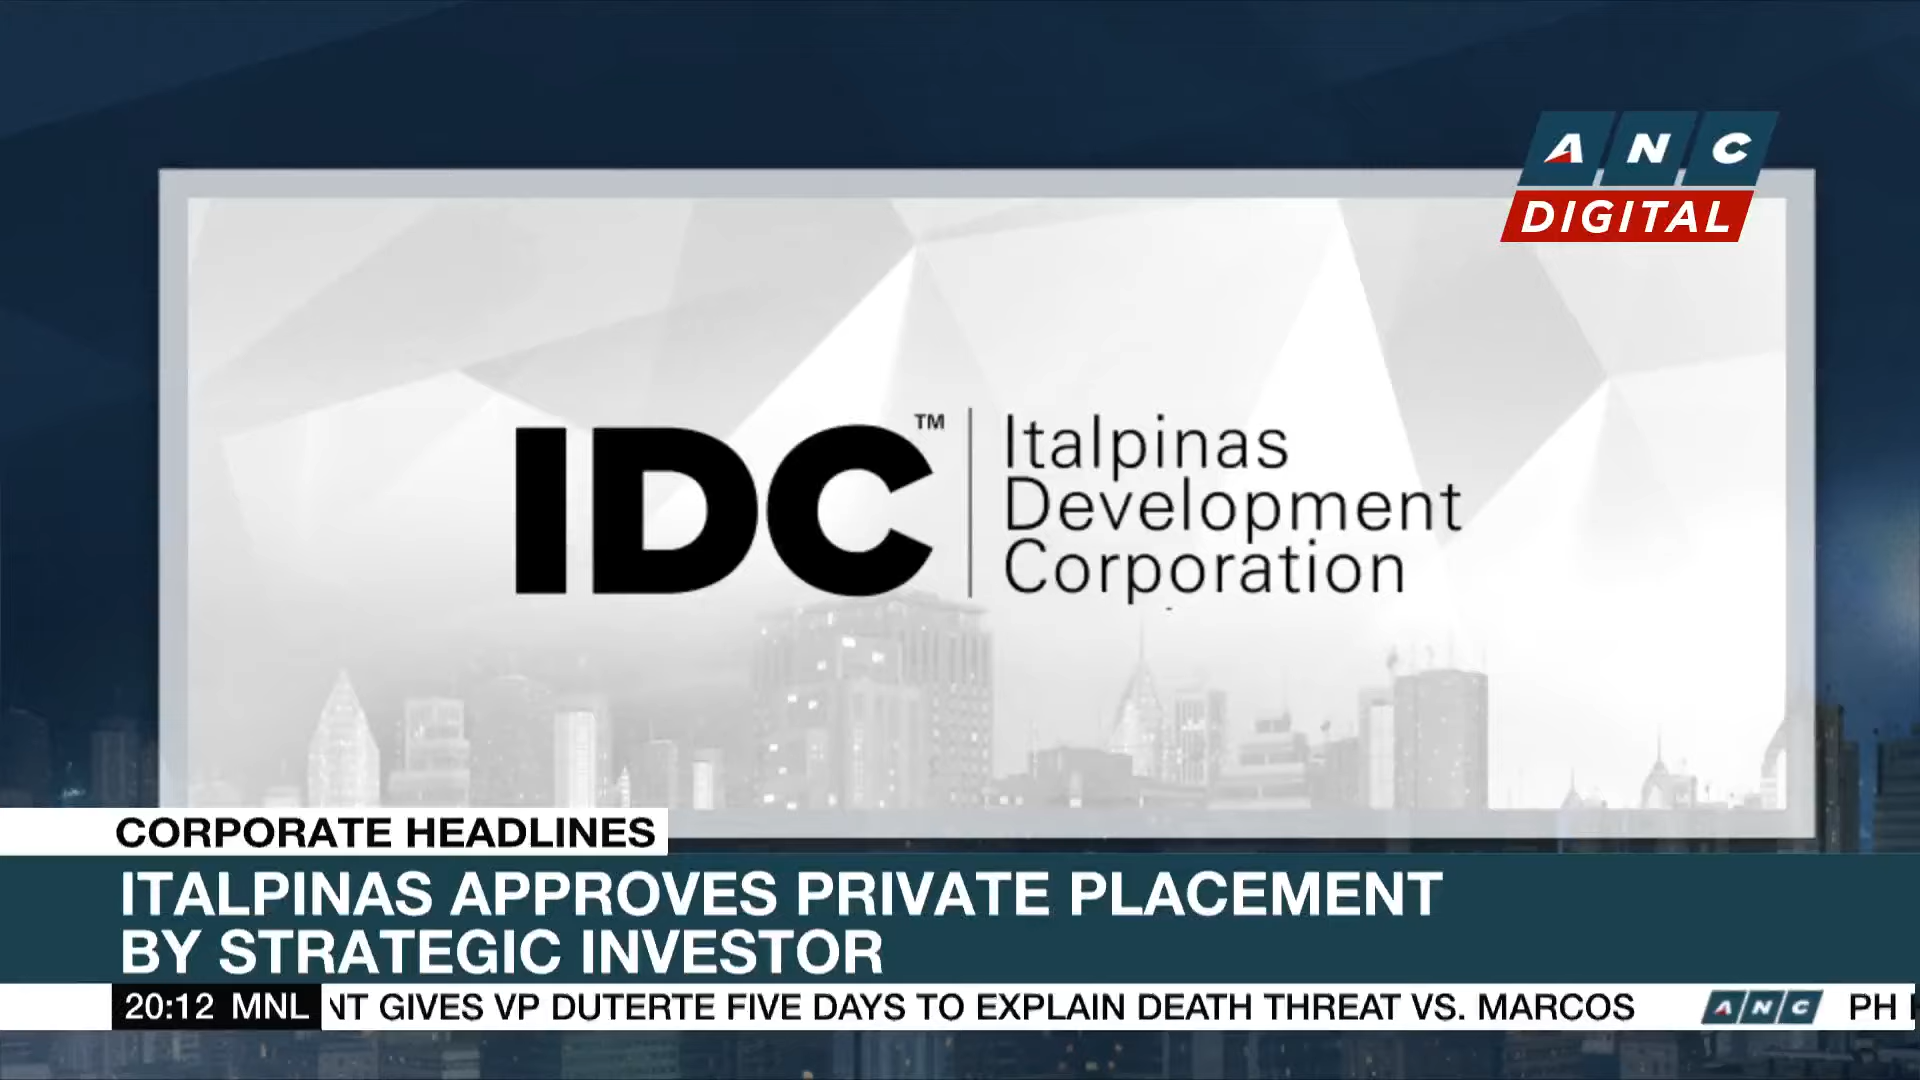 A N C
DIGITAL
IDC™
Italpinas
Development
Corporation
CORPORATE HEADLINES
ITALPINAS APPROVES PRIVATE PLACEMENT
BY STRATEGIC INVESTOR
20:12 MNL
NT GIVES VP DUTERTE FIVE DAYS TO EXPLAIN DEATH THREAT VS. MARCOS
ANC
PH